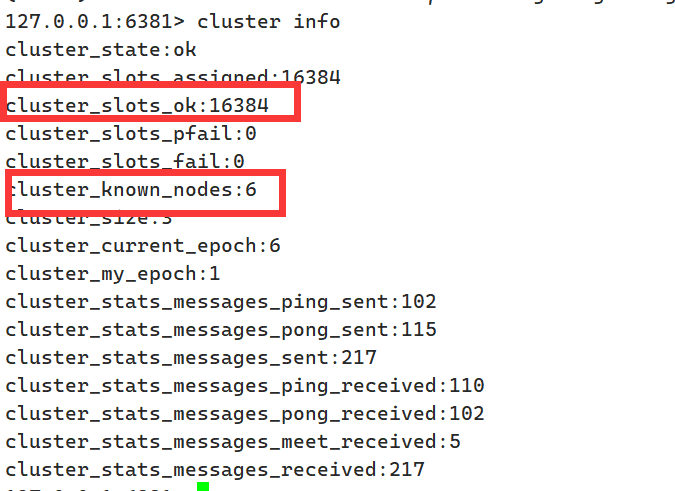 127.0.0.1:6381> cluster info
cluster_state:ok
cluster_slots_assigned:16384
cluster_slots_ok:16384
cluster_slots_pfail:0
cluster_slots_fail:0
cluster_known_nodes:6
cluster_size:3
cluster_current_epoch:6
cluster_my_epoch:1
cluster_stats_messages_ping_sent:102
cluster_stats_messages_pong_sent:115
cluster_stats_messages_sent:217
cluster_stats_messages_ping_received:110
cluster_stats_messages_pong_received:102
cluster_stats_messages_meet_received:5
cluster_stats_messages_received:217